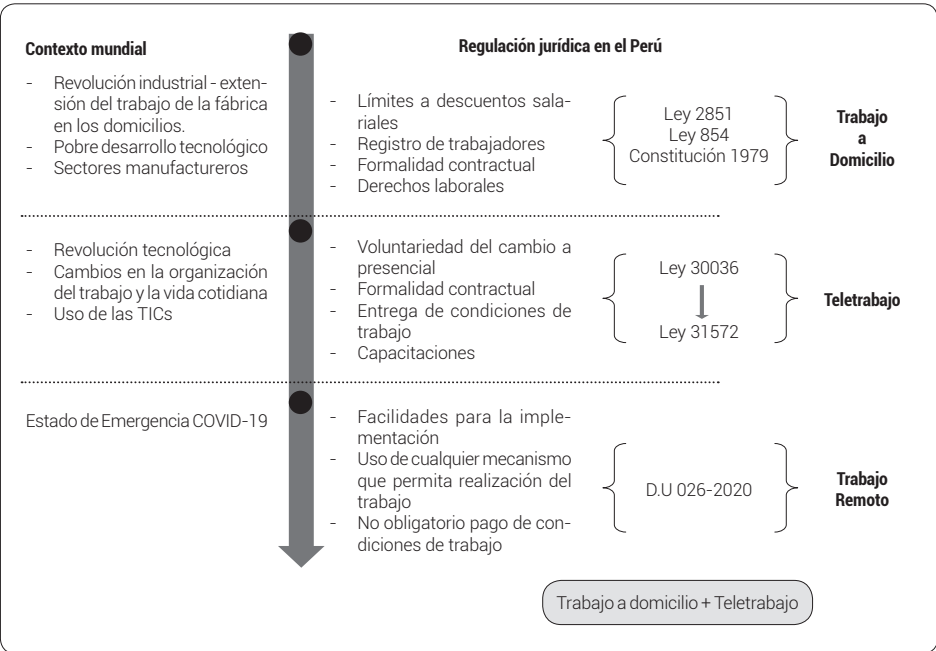 Contexto mundial
Regulación jurídica en el Perú
- Revolución industrial - exten-
sión del trabajo de la fábrica
en los domicilios.
- Pobre desarrollo tecnológico
- Sectores manufactureros
- Límites a descuentos sala-
riales
- Registro de trabajadores
- Formalidad contractual
- Derechos laborales
Ley 2851
Ley 854
Constitución 1979
Trabajo
a
Domicilio
- Revolución tecnológica
- Cambios en la organización
del trabajo y la vida cotidiana
- Uso de las TICs
- Voluntariedad del cambio a
presencial
- Formalidad contractual
- Entrega de condiciones de
trabajo
- Capacitaciones
Ley 30036
Ley 31572
Teletrabajo
Estado de Emergencia COVID-19
- Facilidades para la imple-
mentación
- Uso de cualquier mecanismo
que permita realización del
trabajo
- No obligatorio pago de con-
diciones de trabajo
D.U 026-2020
Trabajo
Remoto
Trabajo a domicilio + Teletrabajo